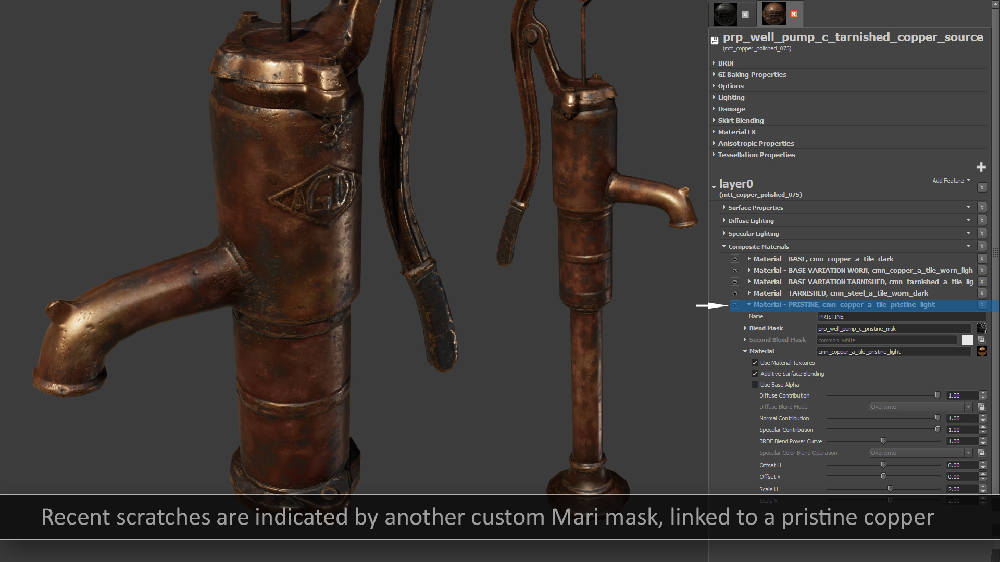 3
AGD
prp_well_pump_c_tarnished_copper_source
(mtt_copper_polished_075)
BRDF
GI Baking Properties
Options
Lighting
Damage
Skirt Blending
Material FX
Anisotropic Properties
Tessellation Properties
layer0
Add Feature
X
(mtt_copper_polished_075)
Surface Properties X
Diffuse Lighting X
Specular Lighting X
Composite Materials X
Material - BASE, cmn_copper_a_tile_dark X
Material - BASE VARIATION WORN, cmn_copper_a_tile_worn_ligh X
Material - BASE VARIATION TARNISHED, cmn_tarnished_a_tile_lig X
Material - TARNISHED, cmn_steel_a_tile_worn_dark X
Material - PRISTINE, cmn_copper_a_tile_pristine_light X
Name PRISTINE
Blend Mask prp_well_pump_c_pristine_msk
Second Blend Mask common_white
Material cmn_copper_a_tile_pristine_light
Use Material Textures
Additive Surface Blending
Use Base Alpha
Diffuse Contribution 1.00
Diffuse Blend Mode Overwrite
Normal Contribution 1.00
Specular Contribution 1.00
BRDF Blend Power Curve 1.00
Specular Color Blend Operation Overwrite
Offset U 0.00
Offset V 0.00
Scale U 2.00
Scale V 2.00
Recent scratches are indicated by another custom Mari mask, linked to a pristine copper